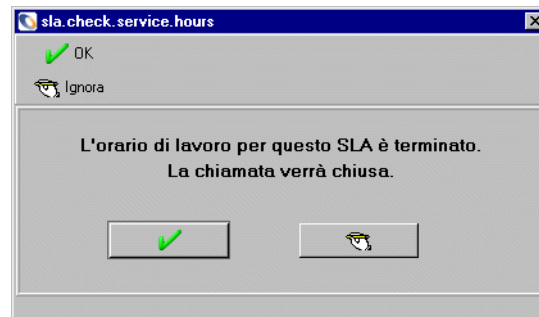 sla.check.service.hours
OK
Ignora
L'orario di lavoro per questo SLA è terminato.
La chiamata verrà chiusa.